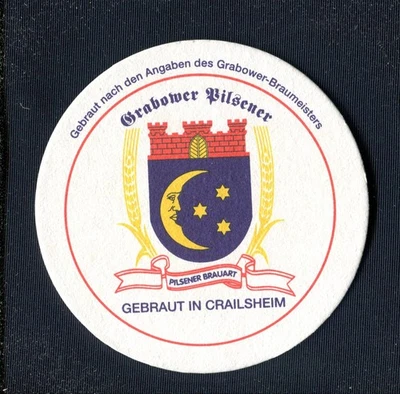 Gebraut nach den Angaben des Grabower-Braumeisters
Grabower Pilsener
PILSENER BRAUART
GEBRAUT IN CRAILSHEIM